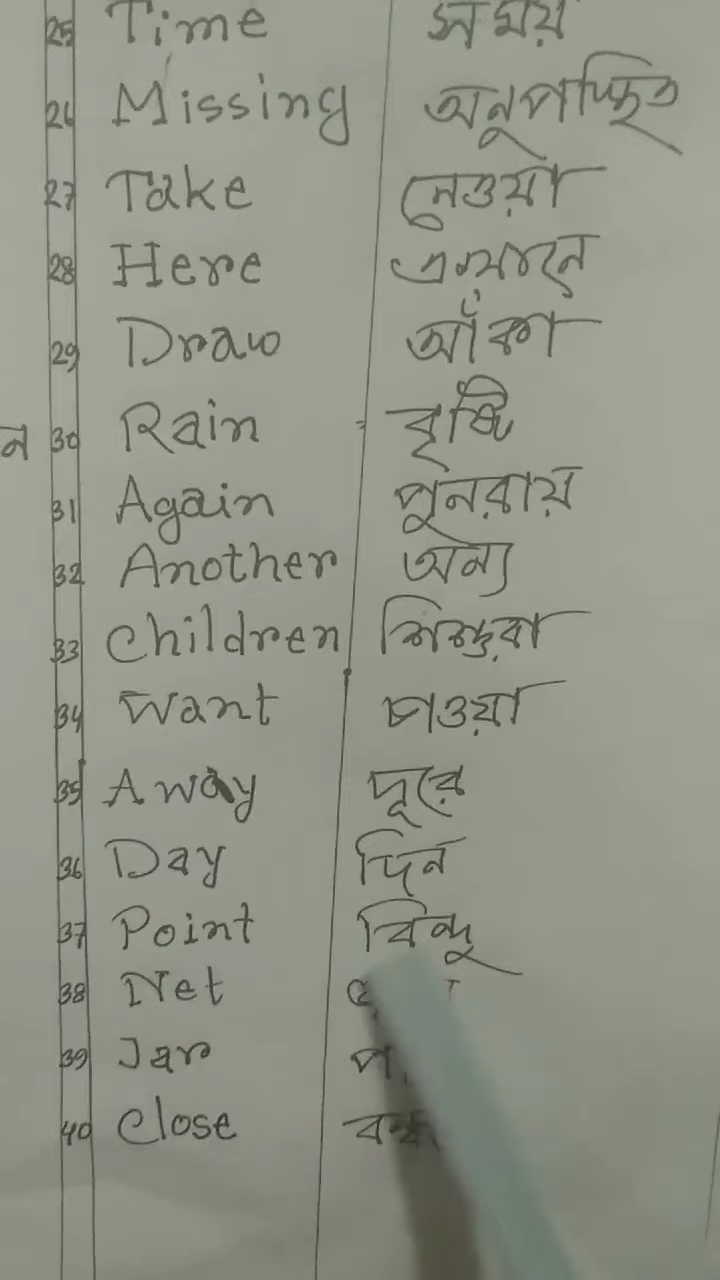 25 Time সময়
26 Missing অনুপস্থিত
27 Take নেওয়া
28 Here এখানে
29 Draw আঁকা
ন 30 Rain = বৃষ্টি
31 Again পুনরায়
32 Another অন্য
33 Children শিশুরা
34 Want চাওয়া
35 Away দূরে
36 Day দিন
37 Point বিন্দু
38 Net
39 Jar
40 Close বন্ধ